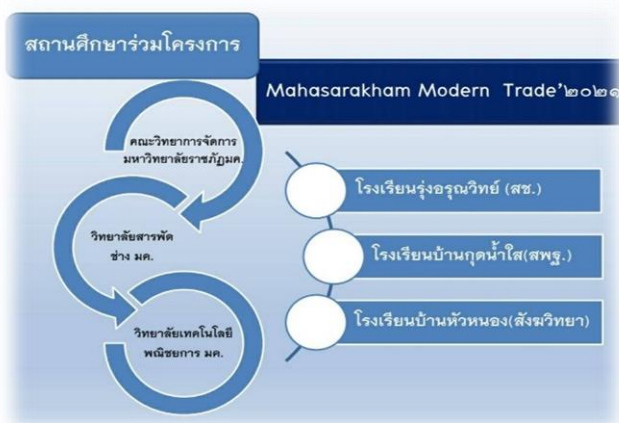 สถานศึกษาร่วมโครงการ
Mahasarakham Modern Trade'๒๐๒๑
คณะวิทยาการจัดการ
มหาวิทยาลัยราชภัฏมค.
วิทยาลัยสารพัด
ช่าง มค.
วิทยาลัยเทคโนโลยี
พณิชยการ มค.
โรงเรียนรุ่งอรุณวิทย์ (สช.)
โรงเรียนบ้านกุดน้ำใส(สพฐ.)
โรงเรียนบ้านหัวหนอง(สังฆวิทยา)